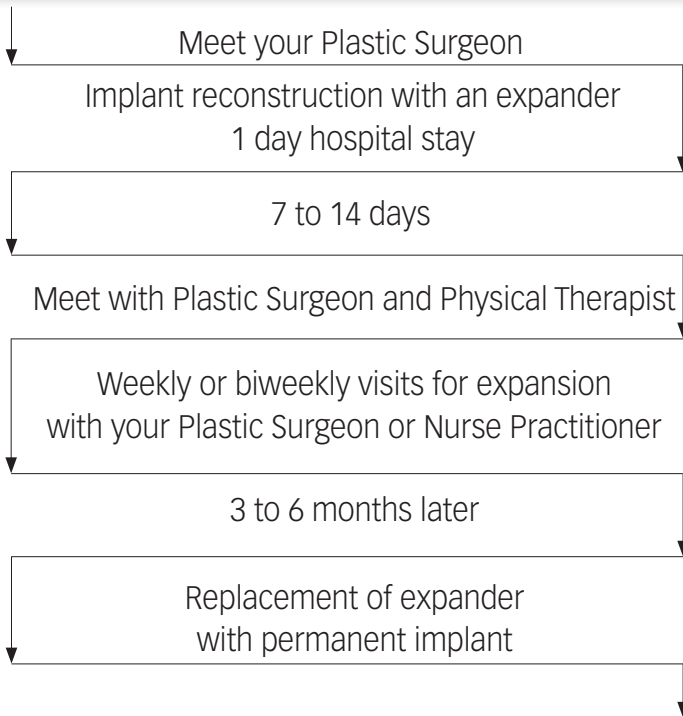 Meet your Plastic Surgeon
Implant reconstruction with an expander
1 day hospital stay
7 to 14 days
Meet with Plastic Surgeon and Physical Therapist
Weekly or biweekly visits for expansion
with your Plastic Surgeon or Nurse Practitioner
3 to 6 months later
Replacement of expander
with permanent implant